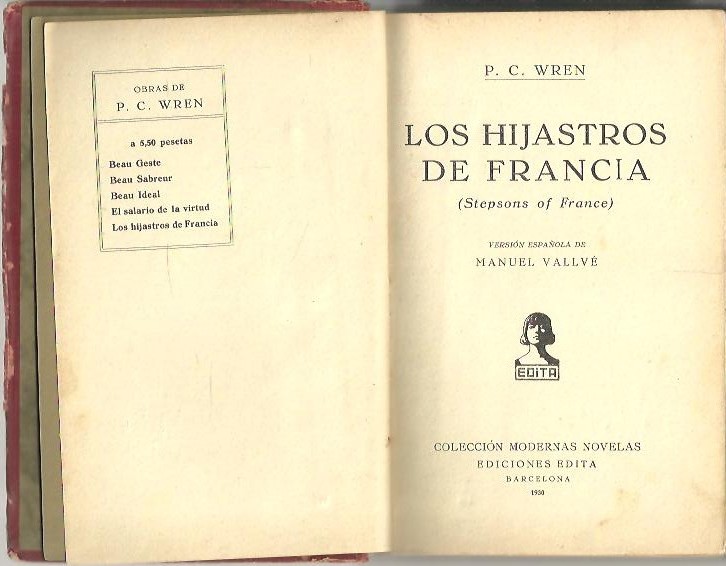 OBRAS DE
P. C. WREN
a 5,50 pesetas
Beau Geste
Beau Sabreur
Beau Ideal
El salario de la virtud
Los hijastros de Francia
P. C. WREN
LOS HIJASTROS
DE FRANCIA
(Stepsons of France)
VERSIÓN ESPAÑOLA DE
MANUEL VALLVÉ
EDITA
COLECCIÓN MODERNAS NOVELAS
EDICIONES EDITA
BARCELONA
1930